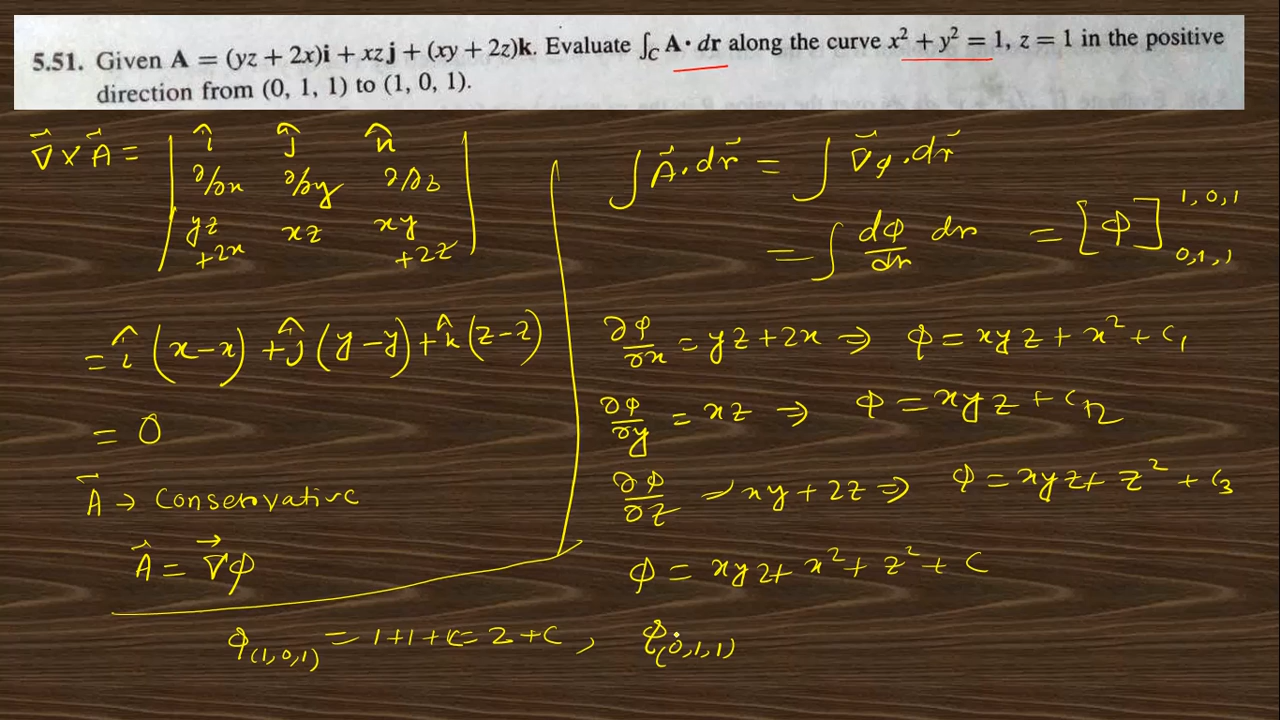 5.51. Given A = (yz + 2x)i + xz j + (xy + 2z)k. Evaluate ∫_C A · dr along the curve x² + y² = 1, z = 1 in the positive
direction from (0, 1, 1) to (1, 0, 1).
∇⃗ × A⃗ = | î ĵ k̂
∂/∂x ∂/∂y ∂/∂z
yz +2x xz xy +2z |
= î (x-x) + ĵ (y-y) + k̂ (z-z)
= 0
A⃗ → Conservative
A⃗ = ∇⃗φ
∫ A⃗ · dr⃗ = ∫ ∇⃗φ · dr⃗
= ∫ dφ/dr dr = [φ] 1,0,1 0,1,1
∂φ/∂x = yz + 2x ⇒ φ = xyz + x² + C₁
∂φ/∂y = xz ⇒ φ = xyz + C₂
∂φ/∂z = xy + 2z ⇒ φ = xyz + z² + C₃
φ = xyz + x² + z² + C
φ(1,0,1) = 1+1+C = 2+C , φ(0,1,1)